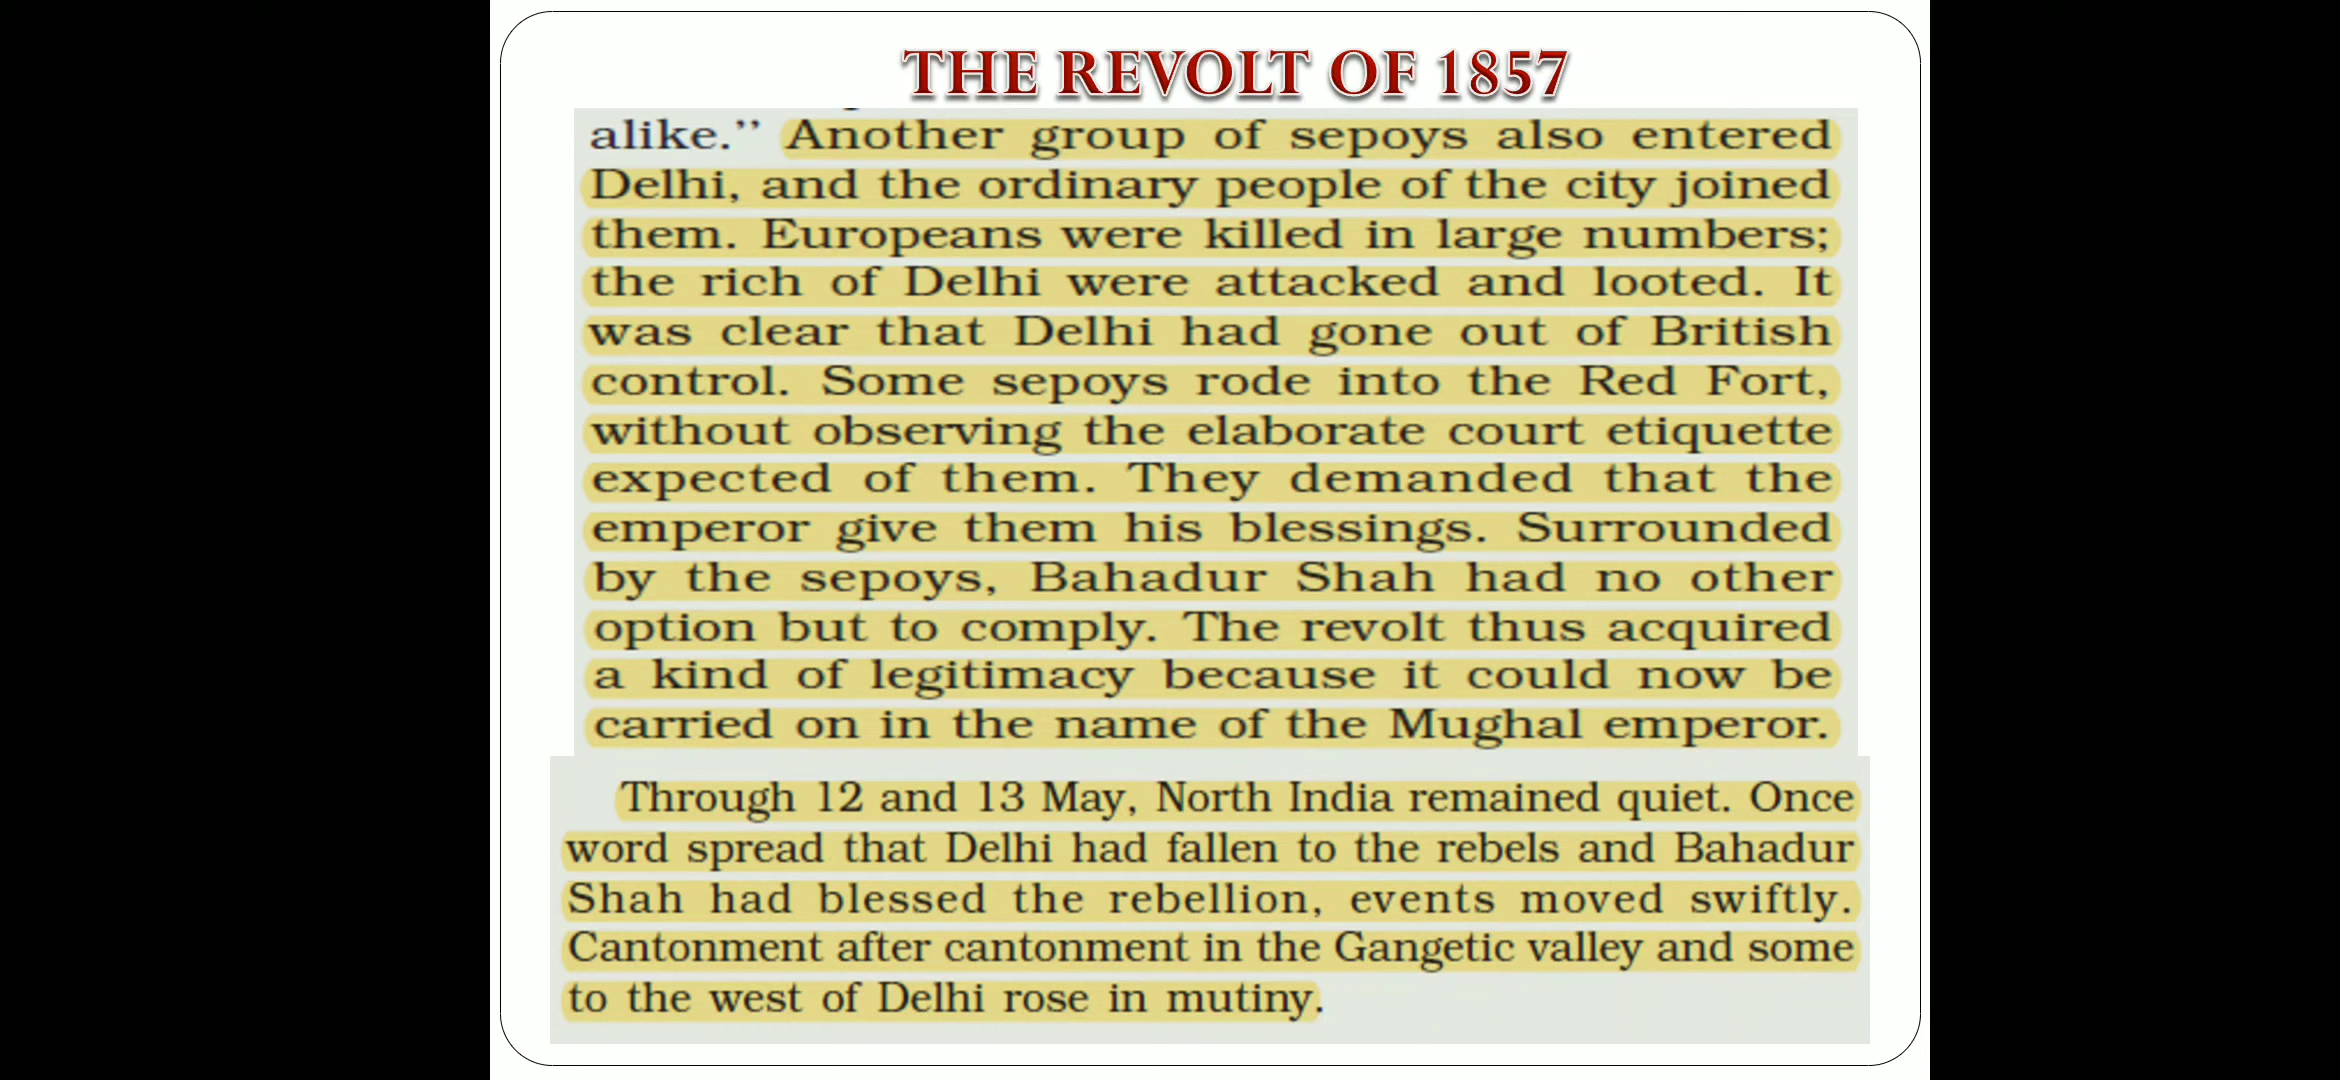 THE REVOLT OF 1857
alike.” Another group of sepoys also entered
Delhi, and the ordinary people of the city joined
them. Europeans were killed in large numbers;
the rich of Delhi were attacked and looted. It
was clear that Delhi had gone out of British
control. Some sepoys rode into the Red Fort,
without observing the elaborate court etiquette
expected of them. They demanded that the
emperor give them his blessings. Surrounded
by the sepoys, Bahadur Shah had no other
option but to comply. The revolt thus acquired
a kind of legitimacy because it could now be
carried on in the name of the Mughal emperor.
Through 12 and 13 May, North India remained quiet. Once
word spread that Delhi had fallen to the rebels and Bahadur
Shah had blessed the rebellion, events moved swiftly.
Cantonment after cantonment in the Gangetic valley and some
to the west of Delhi rose in mutiny.